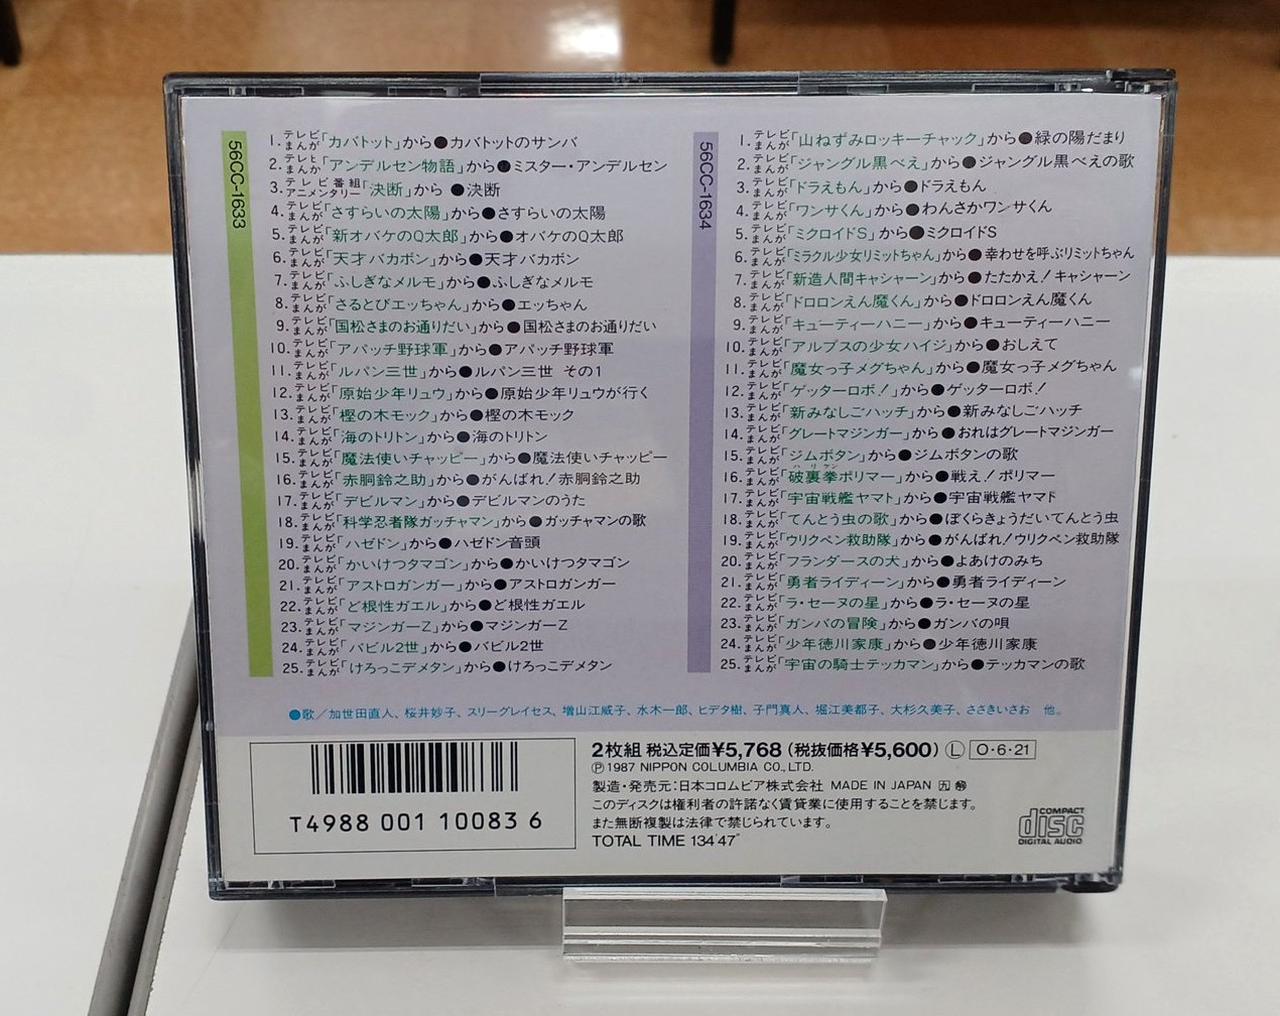 56CC-1633
1.テレビまんが「カバトット」から●カバトットのサンバ
2.テレビまんが「アンデルセン物語」から●ミスター・アンデルセン
3.テレビ番組アニメンタリー「決断」から●決断
4.テレビまんが「さすらいの太陽」から●さすらいの太陽
5.テレビまんが「新オバケのQ太郎」から●オバケのQ太郎
6.テレビまんが「天才バカボン」から●天才バカボン
7.テレビまんが「ふしぎなメルモ」から●ふしぎなメルモ
8.テレビまんが「さるとびエッちゃん」から●エッちゃん
9.テレビまんが「国松さまのお通りだい」から●国松さまのお通りだい
10.テレビまんが「アパッチ野球軍」から●アパッチ野球軍
11.テレビまんが「ルパン三世」から●ルパン三世 その1
12.テレビまんが「原始少年リュウ」から●原始少年リュウが行く
13.テレビまんが「樫の木モック」から●樫の木モック
14.テレビまんが「海のトリトン」から●海のトリトン
15.テレビまんが「魔法使いチャッピー」から●魔法使いチャッピー
16.テレビまんが「赤胴鈴之助」から●がんばれ!赤胴鈴之助
17.テレビまんが「デビルマン」から●デビルマンのうた
18.テレビまんが「科学忍者隊ガッチャマン」から●ガッチャマンの歌
19.テレビまんが「ハゼドン」から●ハゼドン音頭
20.テレビまんが「かいけつタマゴン」から●かいけつタマゴン
21.テレビまんが「アストロガンガー」から●アストロガンガー
22.テレビまんが「ど根性ガエル」から●ど根性ガエル
23.テレビまんが「マジンガーZ」から●マジンガーZ
24.テレビまんが「バビル2世」から●バビル2世
25.テレビまんが「けろっこデメタン」から●けろっこデメタン
56CC-1634
1.テレビまんが「山ねずみロッキーチャック」から●緑の陽だまり
2.テレビまんが「ジャングル黒べえ」から●ジャングル黒べえの歌
3.テレビまんが「ドラえもん」から●ドラえもん
4.テレビまんが「ワンサくん」から●わんさかワンサくん
5.テレビまんが「ミクロイドS」から●ミクロイドS
6.テレビまんが「ミラクル少女リミットちゃん」から●幸わせを呼ぶリミットちゃん
7.テレビまんが「新造人間キャシャーン」から●たたかえ!キャシャーン
8.テレビまんが「ドロロンえん魔くん」から●ドロロンえん魔くん
9.テレビまんが「キューティーハニー」から●キューティーハニー
10.テレビまんが「アルプスの少女ハイジ」から●おしえて
11.テレビまんが「魔女っ子メグちゃん」から●魔女っ子メグちゃん
12.テレビまんが「ゲッターロボ!」から●ゲッターロボ!
13.テレビまんが「新みなしごハッチ」から●新みなしごハッチ
14.テレビまんが「グレートマジンガー」から●おれはグレートマジンガー
15.テレビまんが「ジムボタン」から●ジムボタンの歌
16.テレビまんが「破裏拳ポリマー」から●戦え!ポリマー
17.テレビまんが「宇宙戦艦ヤマト」から●宇宙戦艦ヤマト
18.テレビまんが「てんとう虫の歌」から●ぼくらきょうだいてんとう虫
19.テレビまんが「ウリクペン救助隊」から●がんばれ!ウリクペン救助隊
20.テレビまんが「フランダースの犬」から●よあけのみち
21.テレビまんが「勇者ライディーン」から●勇者ライディーン
22.テレビまんが「ラ・セーヌの星」から●ラ・セーヌの星
23.テレビまんが「ガンバの冒険」から●ガンバの唄
24.テレビまんが「少年徳川家康」から●少年徳川家康
25.テレビまんが「宇宙の騎士テッカマン」から●テッカマンの歌
●歌/加世田直人、桜井妙子、スリーグレイセス、増山江威子、水木一郎、ヒデタ樹、子門真人、堀江美都子、大杉久美子、ささきいさお 他。
T4988 001 10083 6
2枚組 税込定価¥5,768(税抜価格¥5,600) Ⓛ O・6・21
Ⓟ1987 NIPPON COLUMBIA CO., LTD.
製造・発売元:日本コロムビア株式会社 MADE IN JAPAN
このディスクは権利者の許諾なく賃貸業に使用することを禁じます。
また無断複製は法律で禁じられています。
TOTAL TIME 134'47"
COMPACT
disc
DIGITAL AUDIO